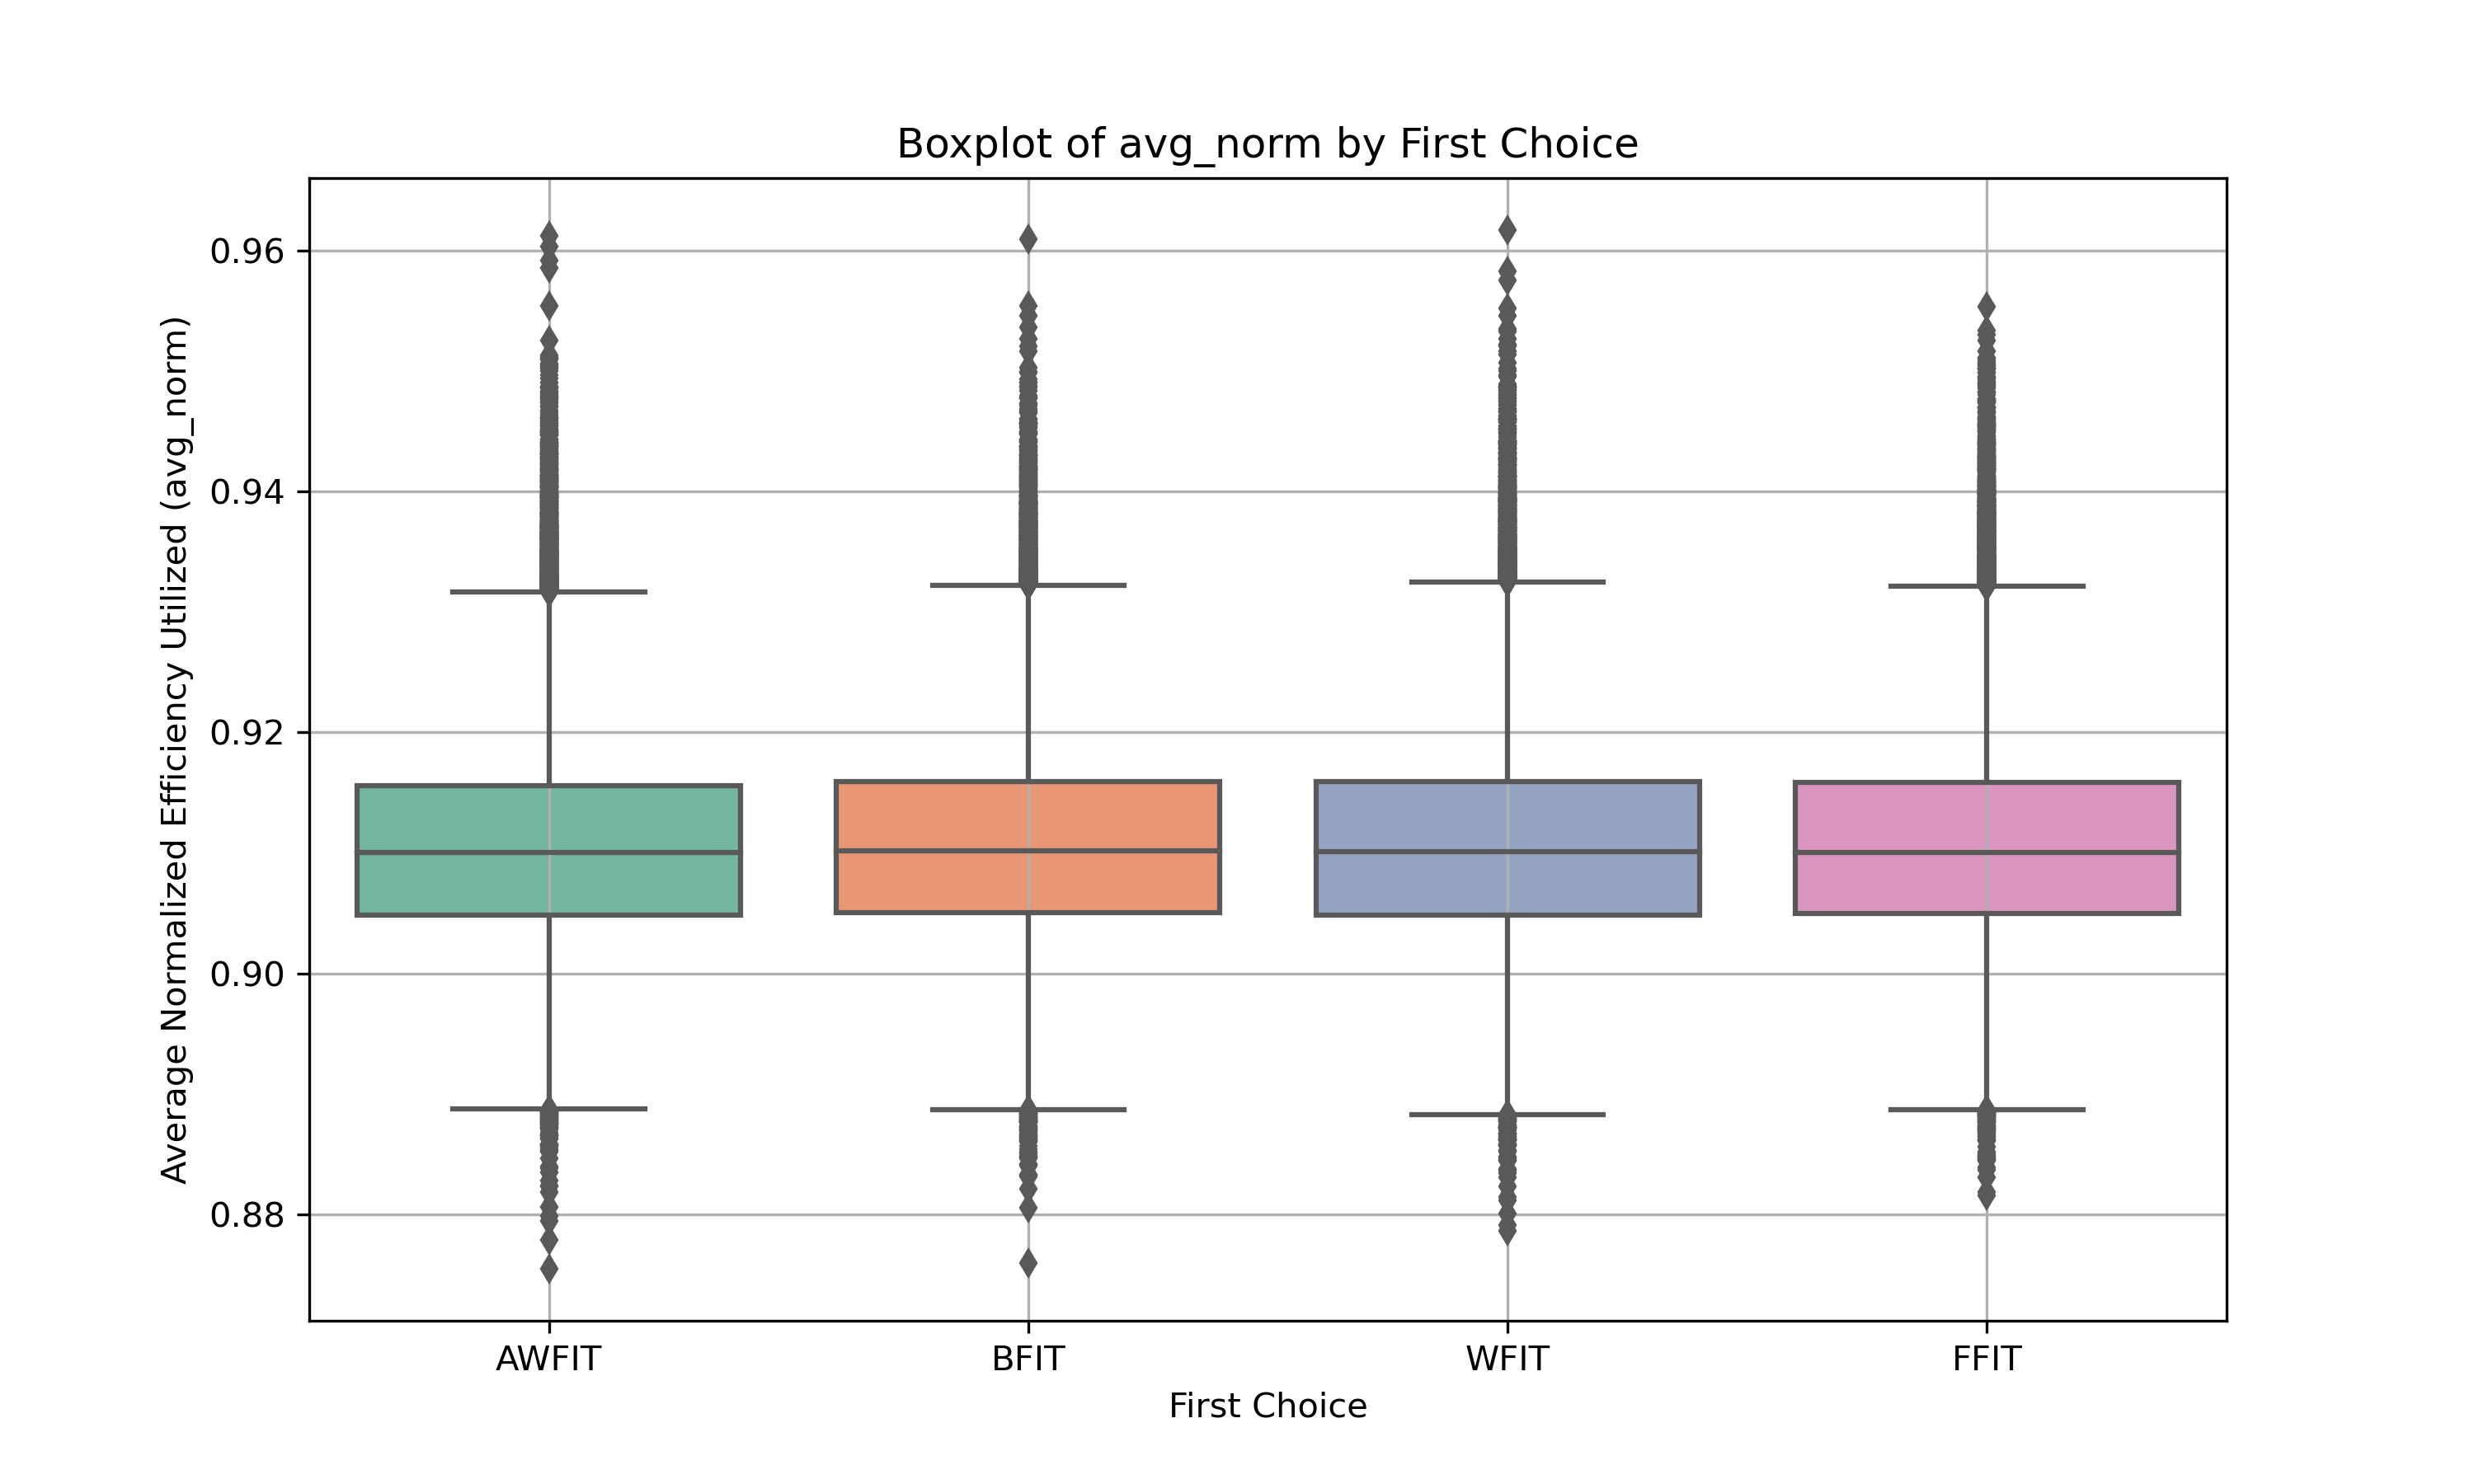 Boxplot of avg_norm by First Choice
Average Normalized Efficiency Utilized (avg_norm)
0.96
0.94
0.92
0.90
0.88
AWFIT
BFIT
WFIT
FFIT
First Choice